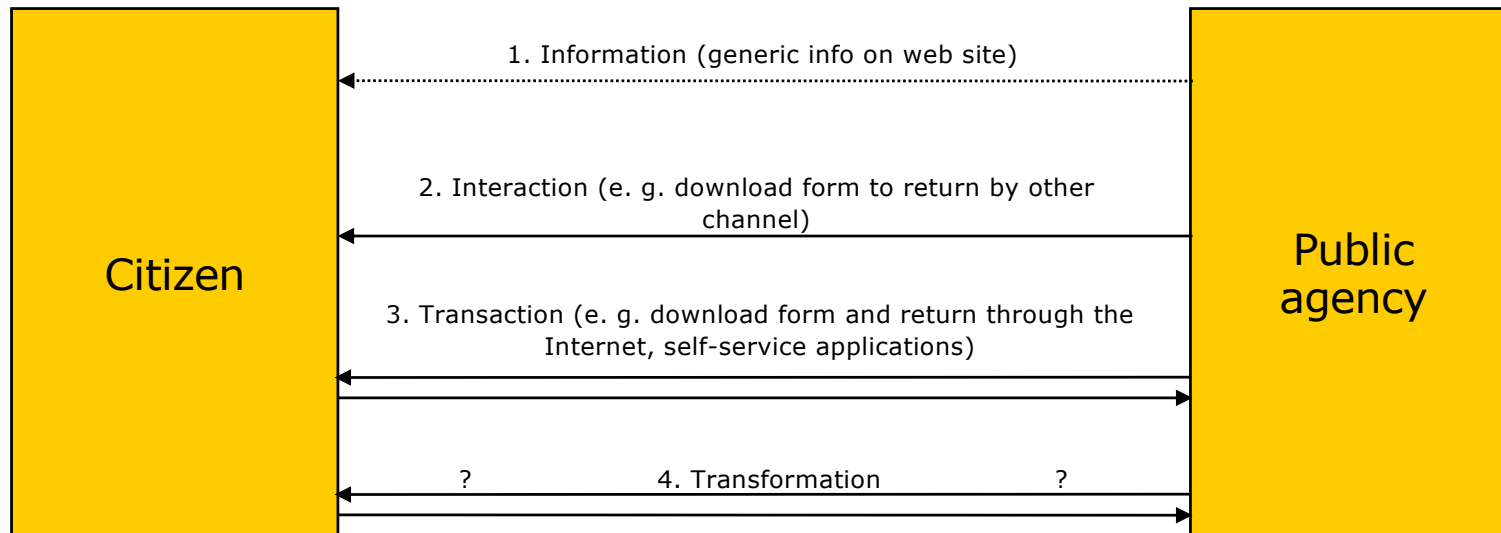 1. Information (generic info on web site)
2. Interaction (e. g. download form to return by other
channel)
Citizen
Public
agency
3. Transaction (e. g. download form and return through the
Internet, self-service applications)
? 4. Transformation ?